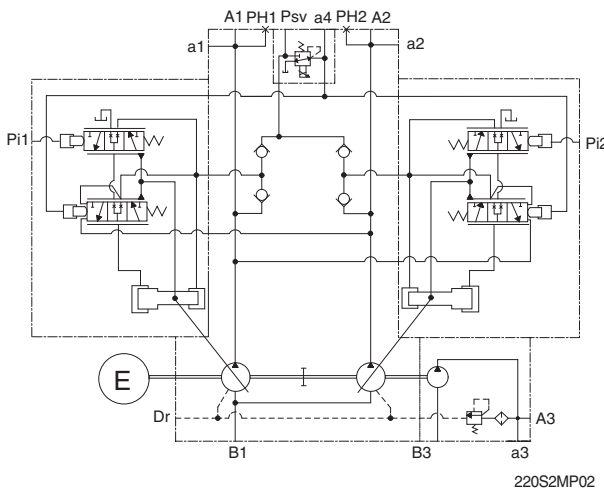 A1 PH1 Psv a4 PH2 A2
a1 a2
Pi1 Pi2
E
Dr A3
B1 B3 a3
220S2MP02